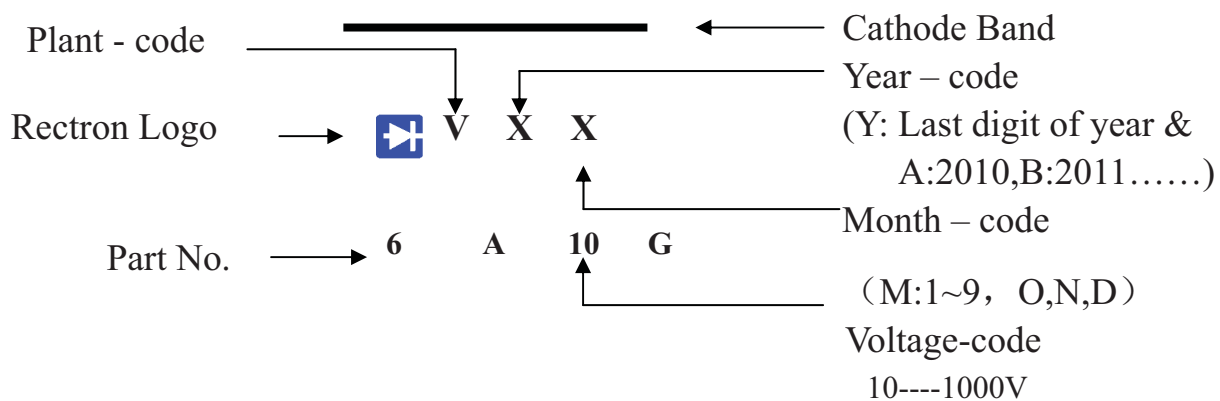 Plant - code
Cathode Band
Year – code
Rectron Logo
V X X
(Y: Last digit of year &
A:2010,B:2011……)
Month – code
Part No.
6 A 10 G
（M:1~9， O,N,D）
Voltage-code
10----1000V